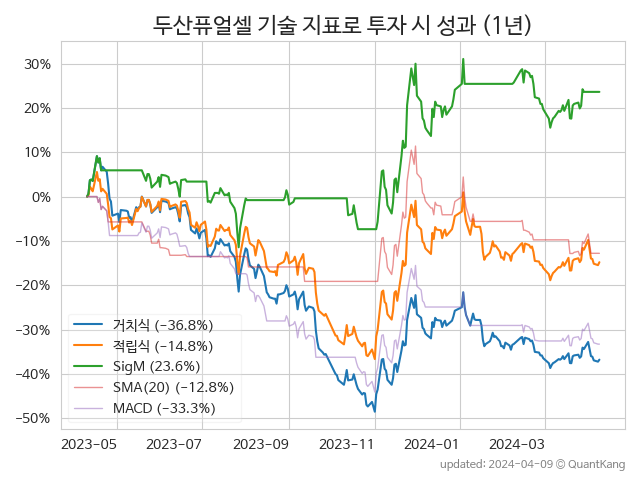 두산퓨얼셀 기술 지표로 투자 시 성과 (1년)
30%
20%
10%
0%
−10%
−20%
−30%
−40%
−50%
거치식 (−36.8%)
적립식 (−14.8%)
SigM (23.6%)
SMA(20) (−12.8%)
MACD (−33.3%)
2023-05 2023-07 2023-09 2023-11 2024-01 2024-03
updated: 2024-04-09 © QuantKang